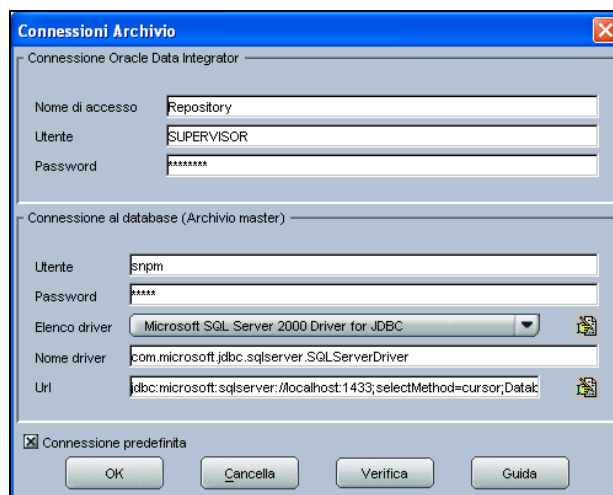 Connessioni Archivio
Connessione Oracle Data Integrator
Nome di accesso Repository
Utente SUPERVISOR
Password ********
Connessione al database (Archivio master)
Utente snpm
Password *****
Elenco driver Microsoft SQL Server 2000 Driver for JDBC
Nome driver com.microsoft.jdbc.sqlserver.SQLServerDriver
Url jdbc:microsoft:sqlserver://localhost:1433;selectMethod=cursor;Datab
Connessione predefinita
OK Cancella Verifica Guida